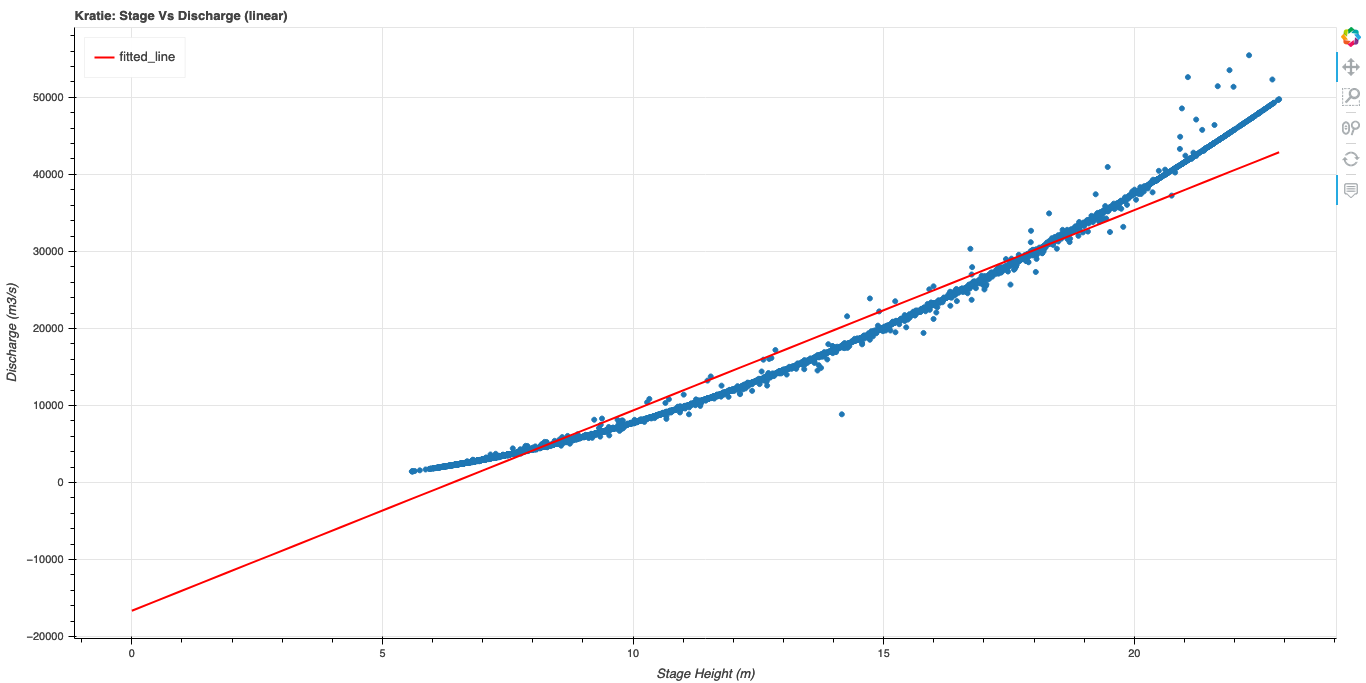 Kratie: Stage Vs Discharge (linear)
fitted_line
50000
40000
30000
20000
10000
0
−10000
−20000
Discharge (m3/s)
0 5 10 15 20
Stage Height (m)